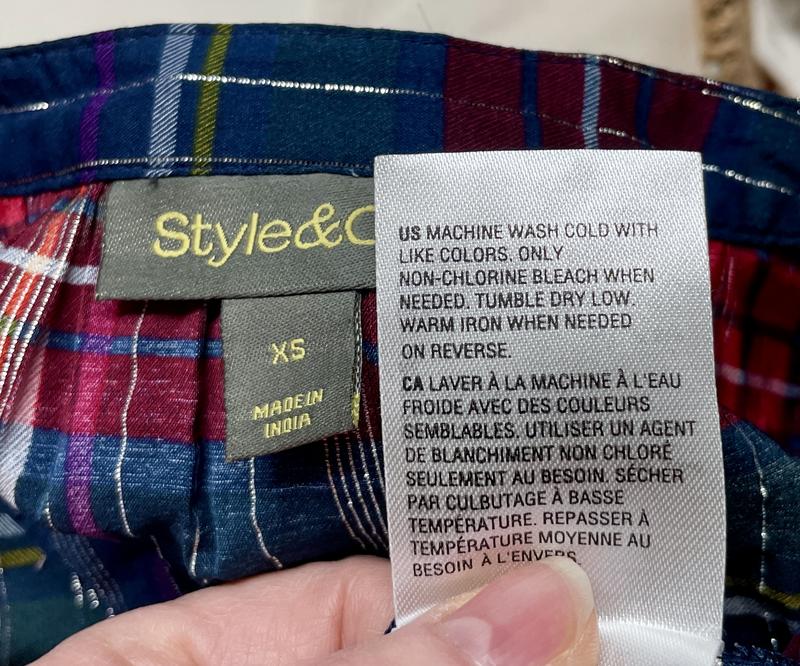 Style&C
XS
MADE IN
INDIA
US MACHINE WASH COLD WITH
LIKE COLORS. ONLY
NON-CHLORINE BLEACH WHEN
NEEDED. TUMBLE DRY LOW.
WARM IRON WHEN NEEDED
ON REVERSE.
CA LAVER À LA MACHINE À L'EAU
FROIDE AVEC DES COULEURS
SEMBLABLES. UTILISER UN AGENT
DE BLANCHIMENT NON CHLORÉ
SEULEMENT AU BESOIN. SÉCHER
PAR CULBUTAGE À BASSE
TEMPÉRATURE. REPASSER À
TEMPÉRATURE MOYENNE AU
BESOIN À L'ENVERS.